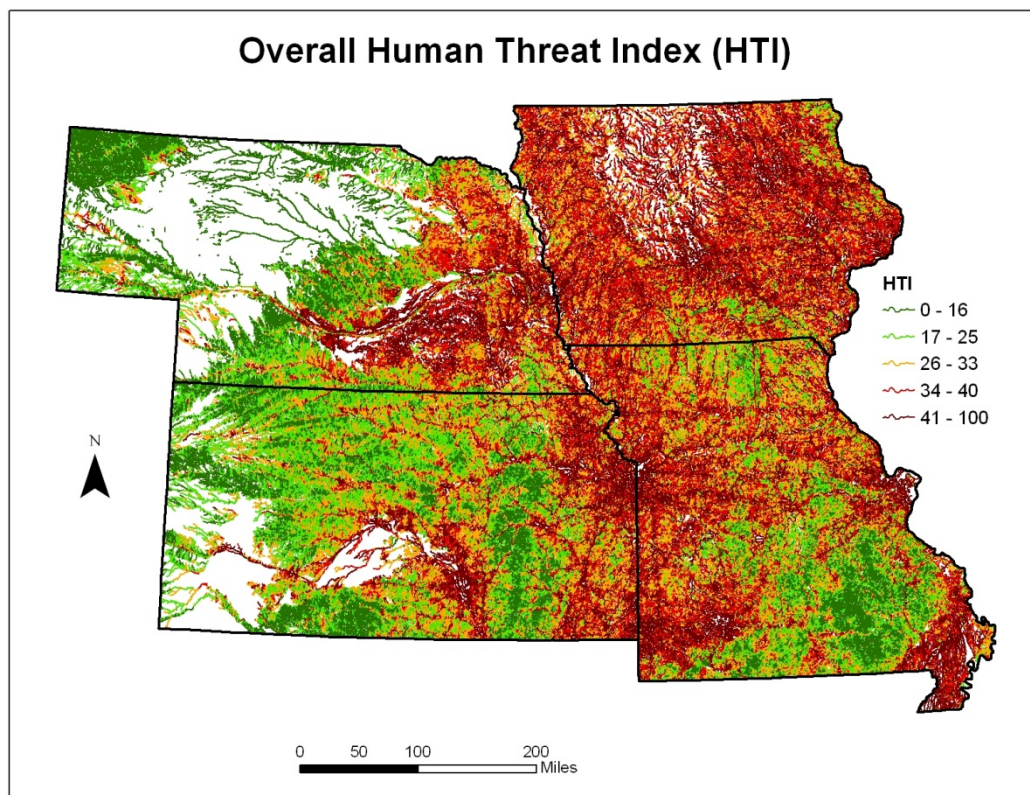 Overall Human Threat Index (HTI)
HTI
0 - 16
17 - 25
26 - 33
34 - 40
41 - 100
N
0 50 100 200
Miles